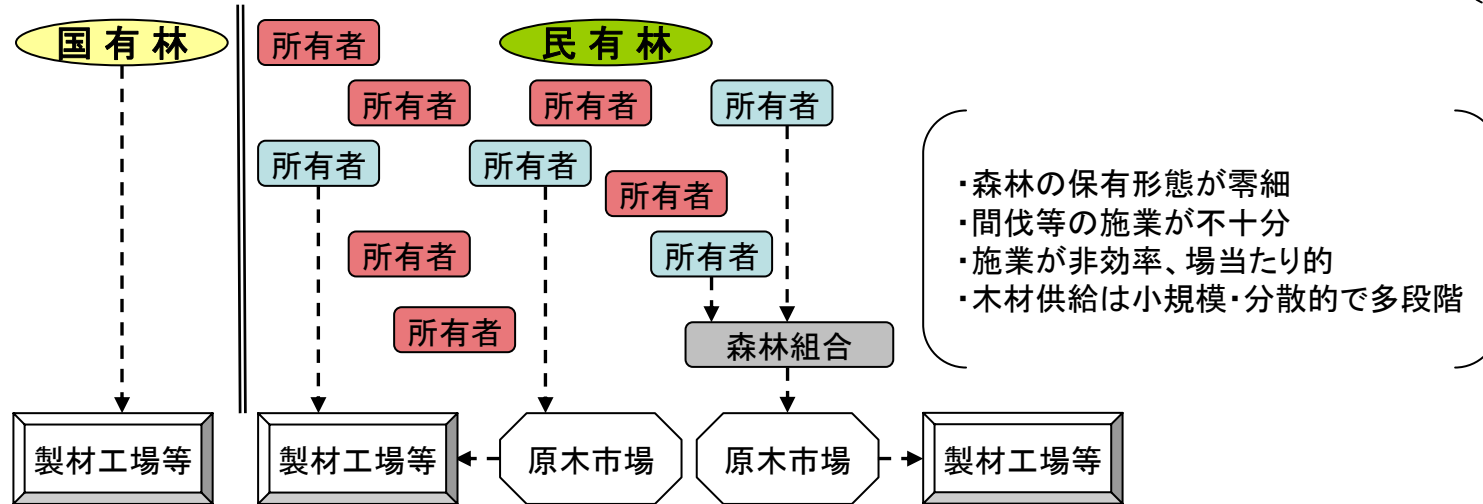 国有林
所有者
民有林
所有者
所有者
所有者
所有者
所有者
所有者
所有者
所有者
所有者
森林組合
・森林の保有形態が零細
・間伐等の施業が不十分
・施業が非効率、場当たり的
・木材供給は小規模・分散的で多段階
製材工場等
製材工場等
原木市場
原木市場
製材工場等